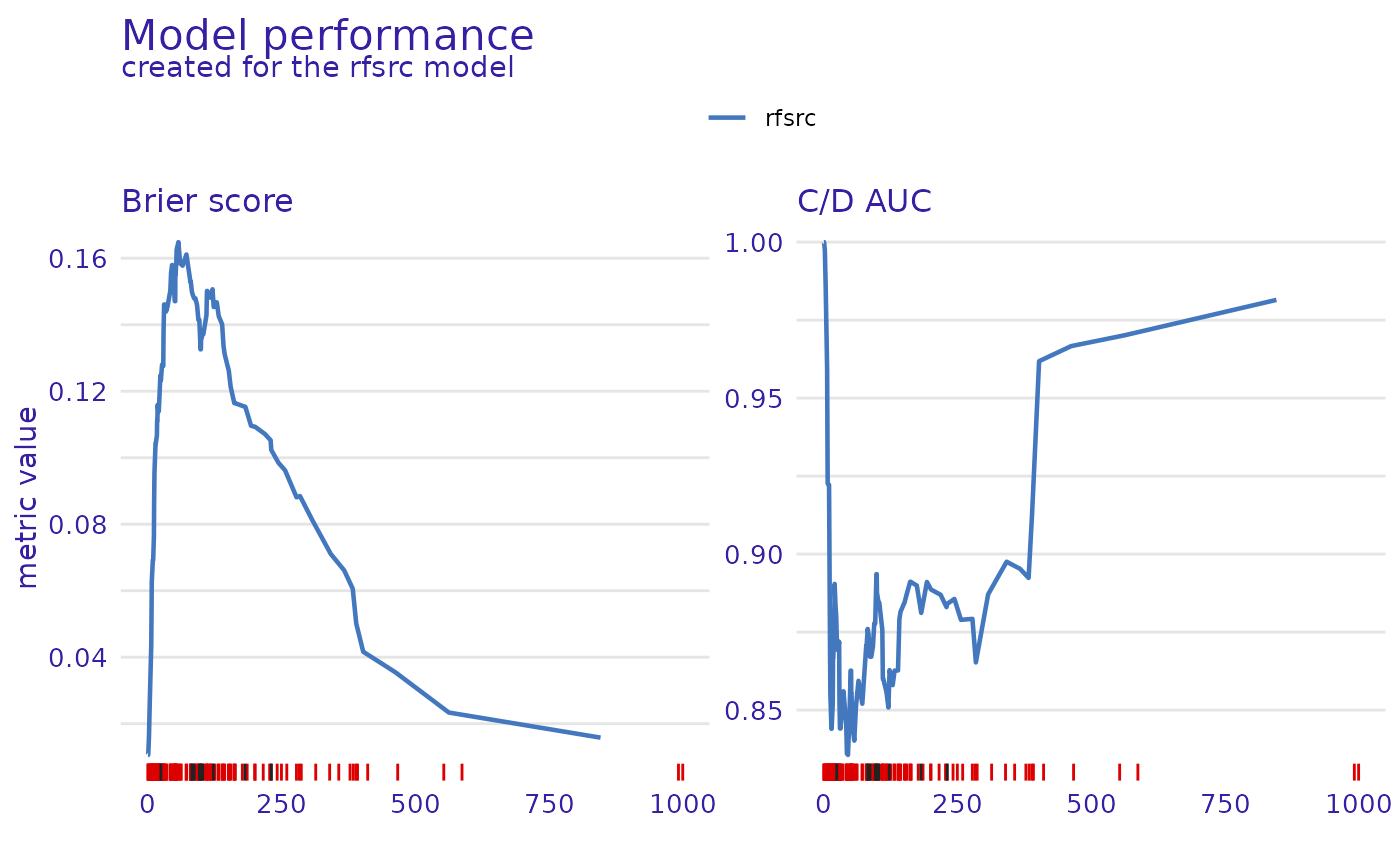 Model performance
created for the rfsrc model
rfsrc
Brier score
C/D AUC
metric value
0.16
0.12
0.08
0.04
1.00
0.95
0.90
0.85
0 250 500 750 1000
0 250 500 750 1000